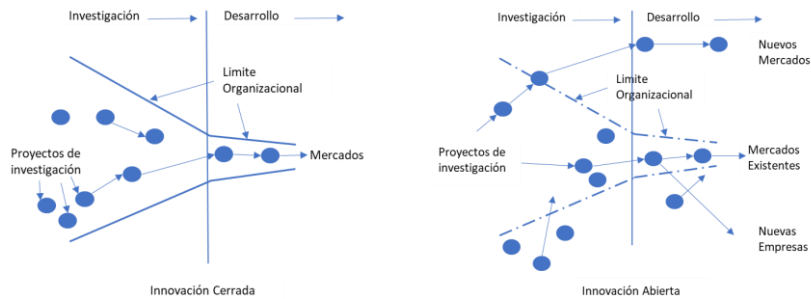 Investigación
Desarrollo
Limite
Organizacional
Proyectos de
investigación
Mercados
Innovación Cerrada
Investigación
Desarrollo
Nuevos
Mercados
Limite
Organizacional
Proyectos de
investigación
Mercados
Existentes
Nuevas
Empresas
Innovación Abierta